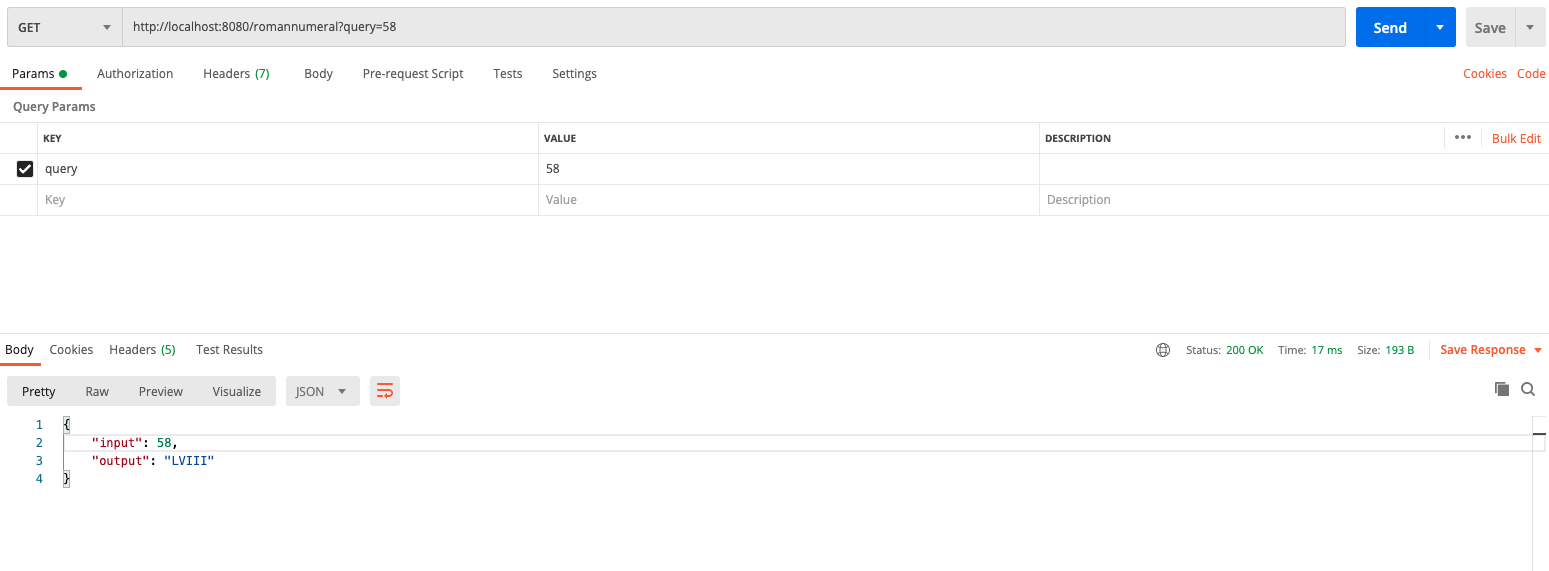 GET http://localhost:8080/romannumeral?query=58 Send Save
Params Authorization Headers (7) Body Pre-request Script Tests Settings Cookies Code
Query Params
KEY VALUE DESCRIPTION ••• Bulk Edit
query 58
Key Value Description
Body Cookies Headers (5) Test Results Status: 200 OK Time: 17 ms Size: 193 B Save Response
Pretty Raw Preview Visualize JSON
1 {
2 "input": 58,
3 "output": "LVIII"
4 }